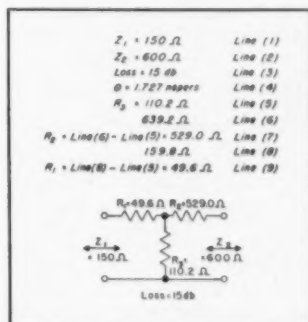 Z₁ = 150 Ω Line (1)
Z₂ = 600 Ω Line (2)
Loss = 15 db Line (3)
Θ = 1.727 nepers Line (4)
R₃ = 110.2 Ω Line (5)
639.2 Ω Line (6)
R₂ = Line(6) - Line(5) = 529.0 Ω Line (7)
159.8 Ω Line (8)
R₁ = Line(8) - Line(5) = 49.6 Ω Line (9)
R₁=49.6 Ω R₂=529.0 Ω
Z₁ = 150 Ω
R₃= 110.2 Ω
Z₂ = 600 Ω
Loss = 15db